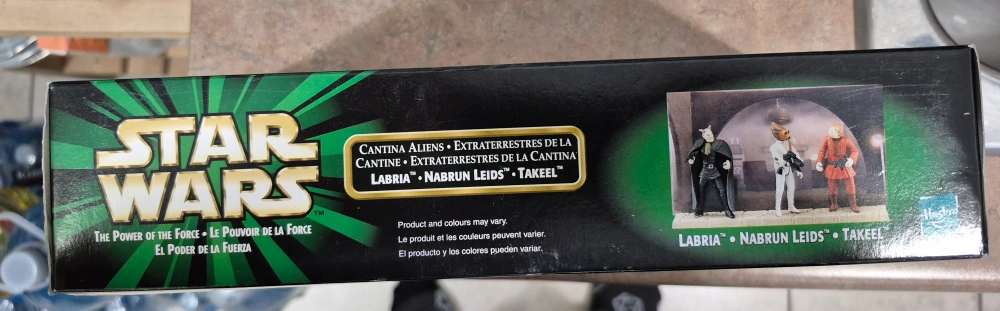 STAR
WARS™
THE POWER OF THE FORCE • LE POUVOIR DE LA FORCE
EL PODER DE LA FUERZA
CANTINA ALIENS • EXTRATERRESTRES DE LA
CANTINE • EXTRATERRESTRES DE LA CANTINA
LABRIA™ • NABRUN LEIDS™ • TAKEEL™
Product and colours may vary.
Le produit et les couleurs peuvent varier.
El producto y los colores pueden variar.
LABRIA™ • NABRUN LEIDS™ • TAKEEL™
Hasbro